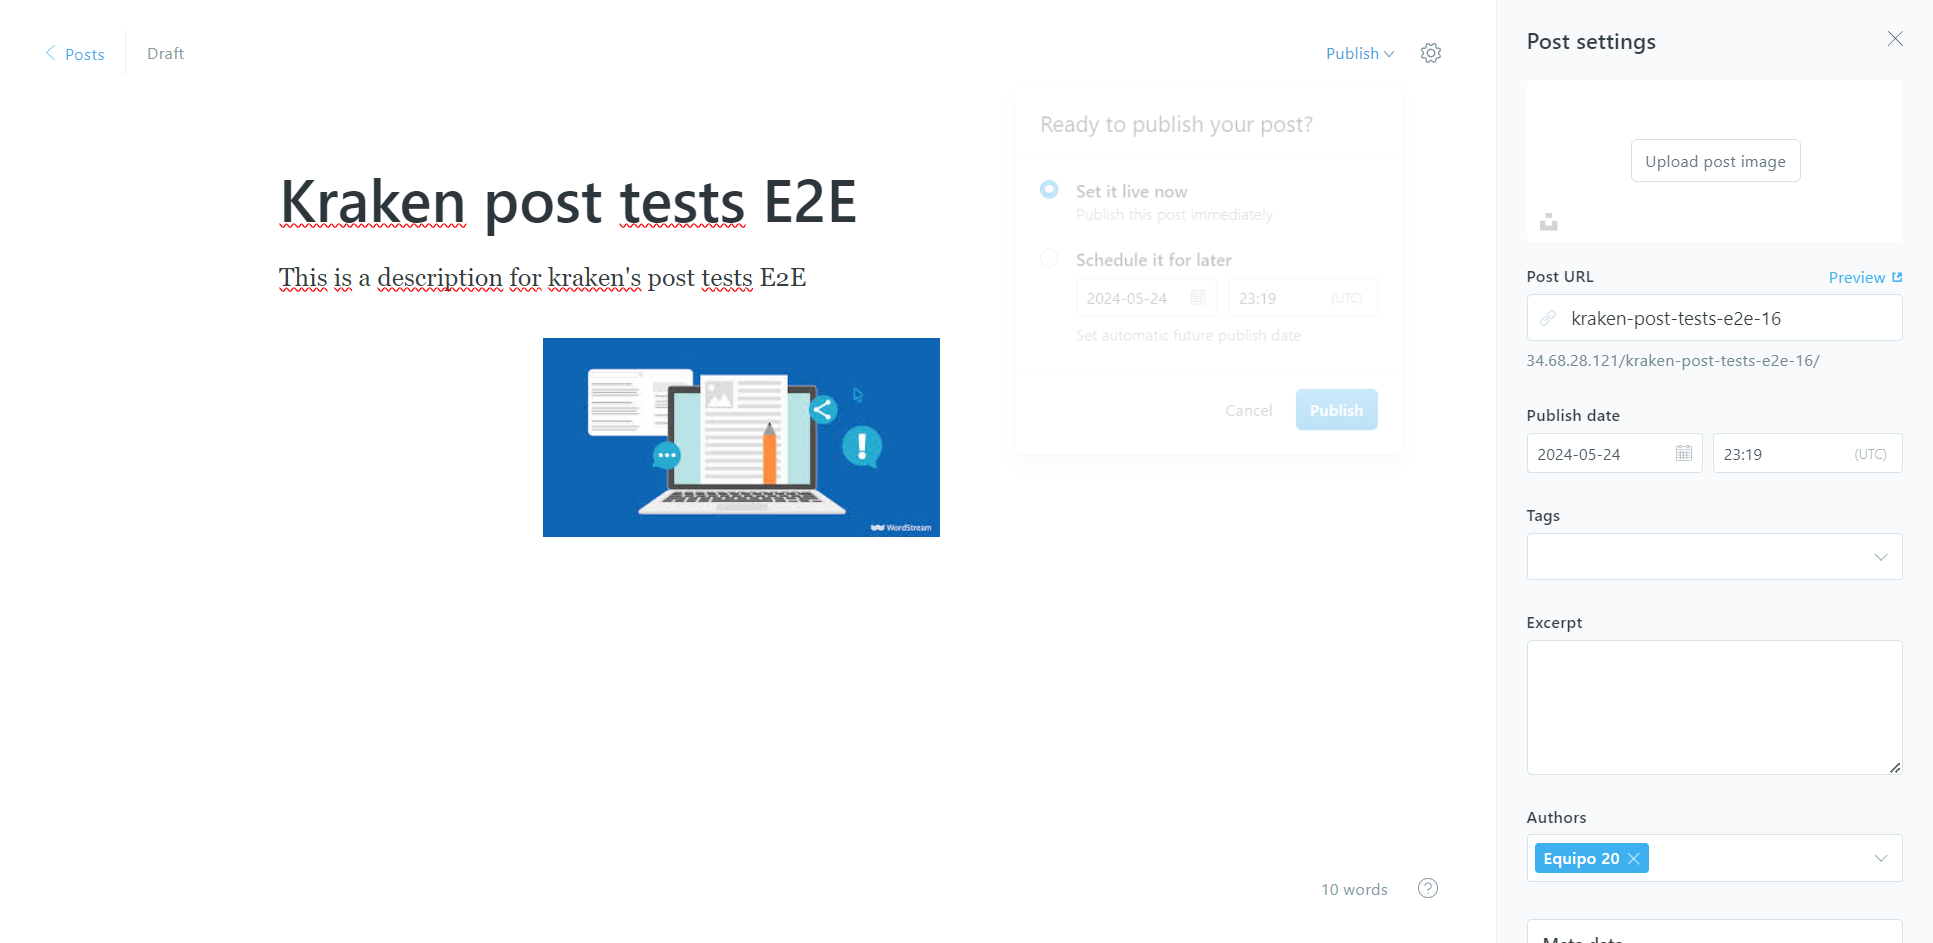 Posts
Draft
Publish
Ready to publish your post?
Set it live now
Publish this post immediately
Schedule it for later
2024-05-24
23:19
(UTC)
Set automatic future publish date
Cancel
Publish
Kraken post tests E2E
This is a description for kraken's post tests E2E
WordStream
10 words
?
Post settings
Upload post image
Post URL
Preview
kraken-post-tests-e2e-16
34.68.28.121/kraken-post-tests-e2e-16/
Publish date
2024-05-24
23:19
(UTC)
Tags
Excerpt
Authors
Equipo 20
Meta data